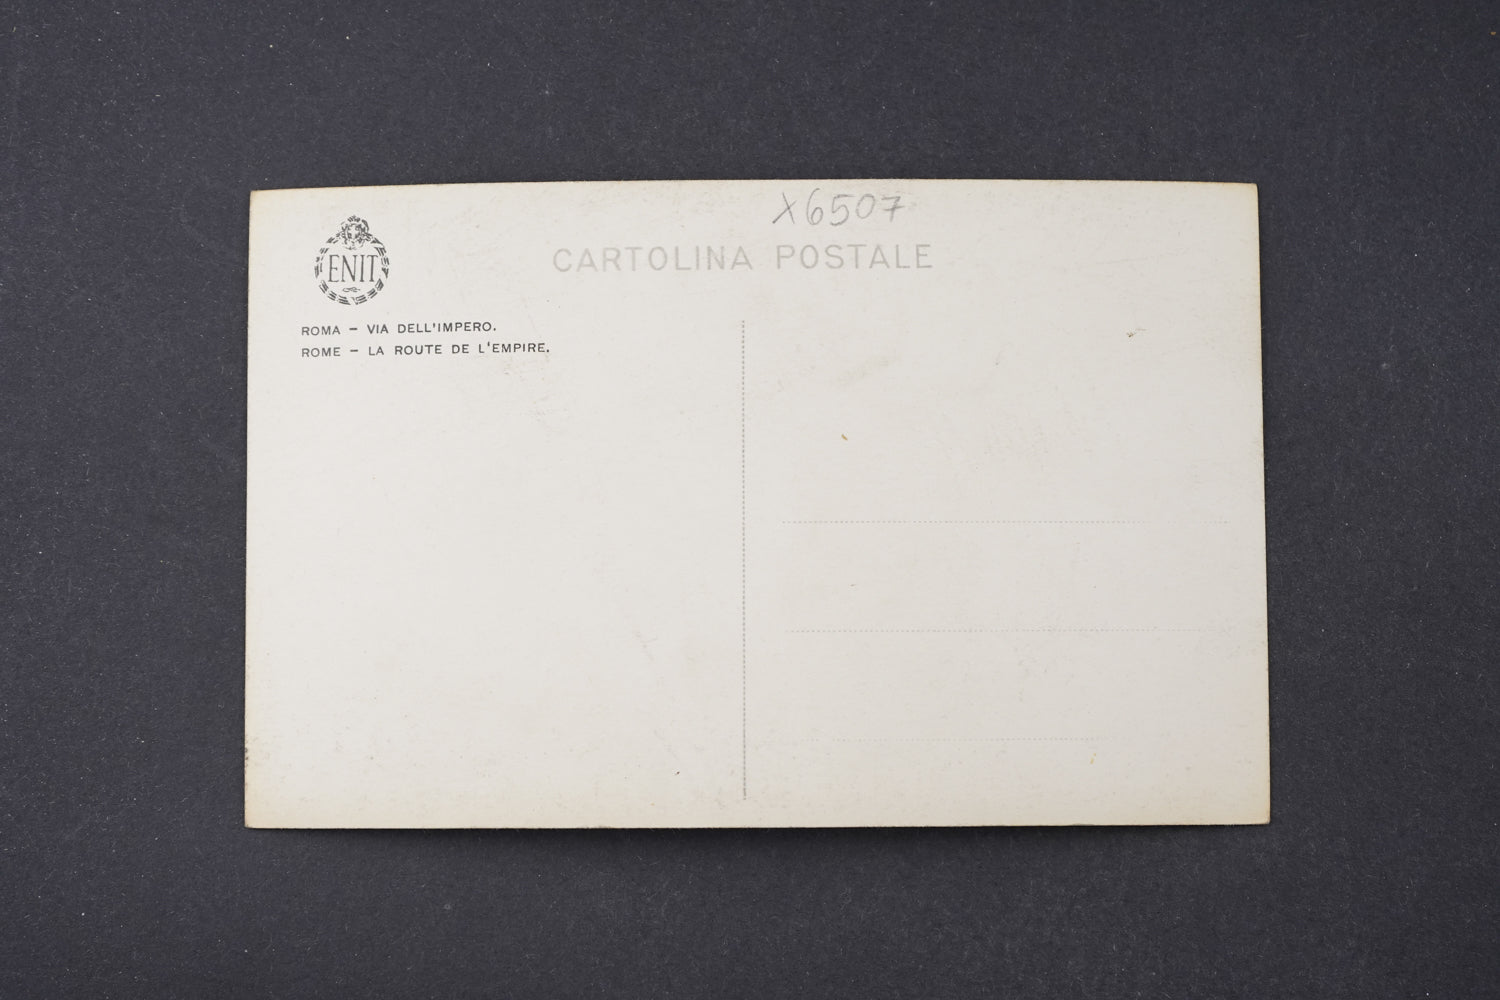 X6507
CARTOLINA POSTALE
ENIT
ROMA - VIA DELL'IMPERO.
ROME - LA ROUTE DE L'EMPIRE.